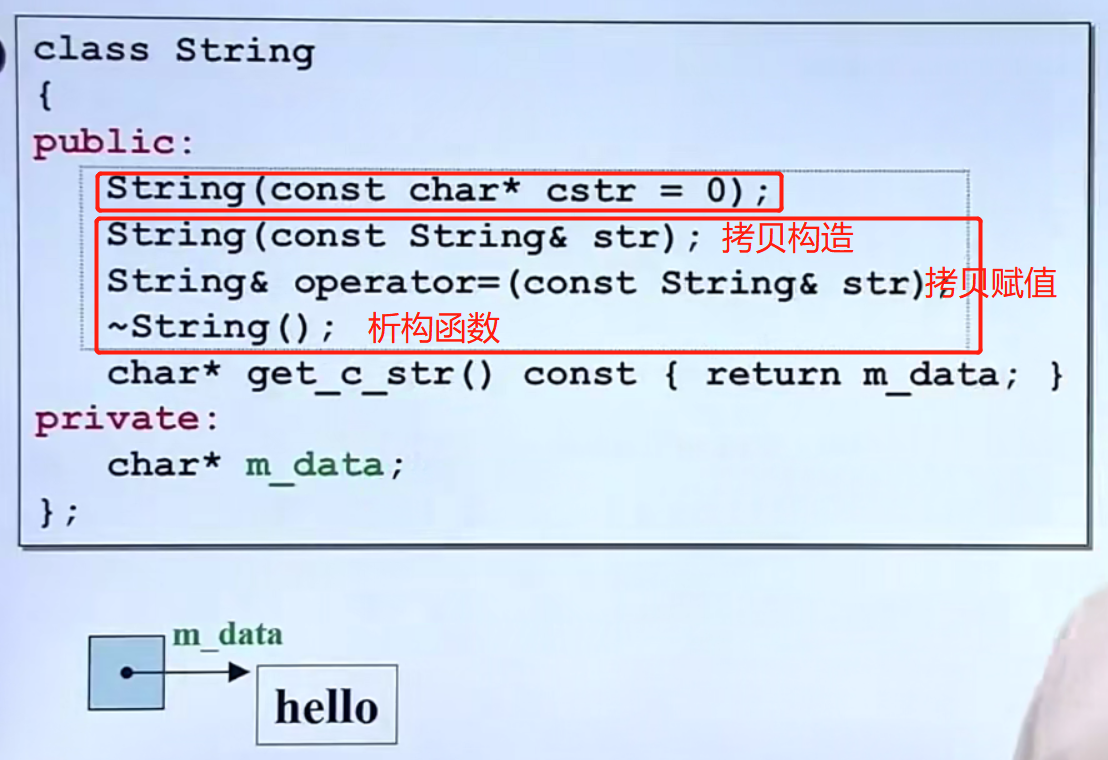 class String
{
public:
String(const char* cstr = 0);
String(const String& str); 拷贝构造
String& operator=(const String& str); 拷贝赋值
~String(); 析构函数
char* get_c_str() const { return m_data; }
private:
char* m_data;
};
m_data
hello